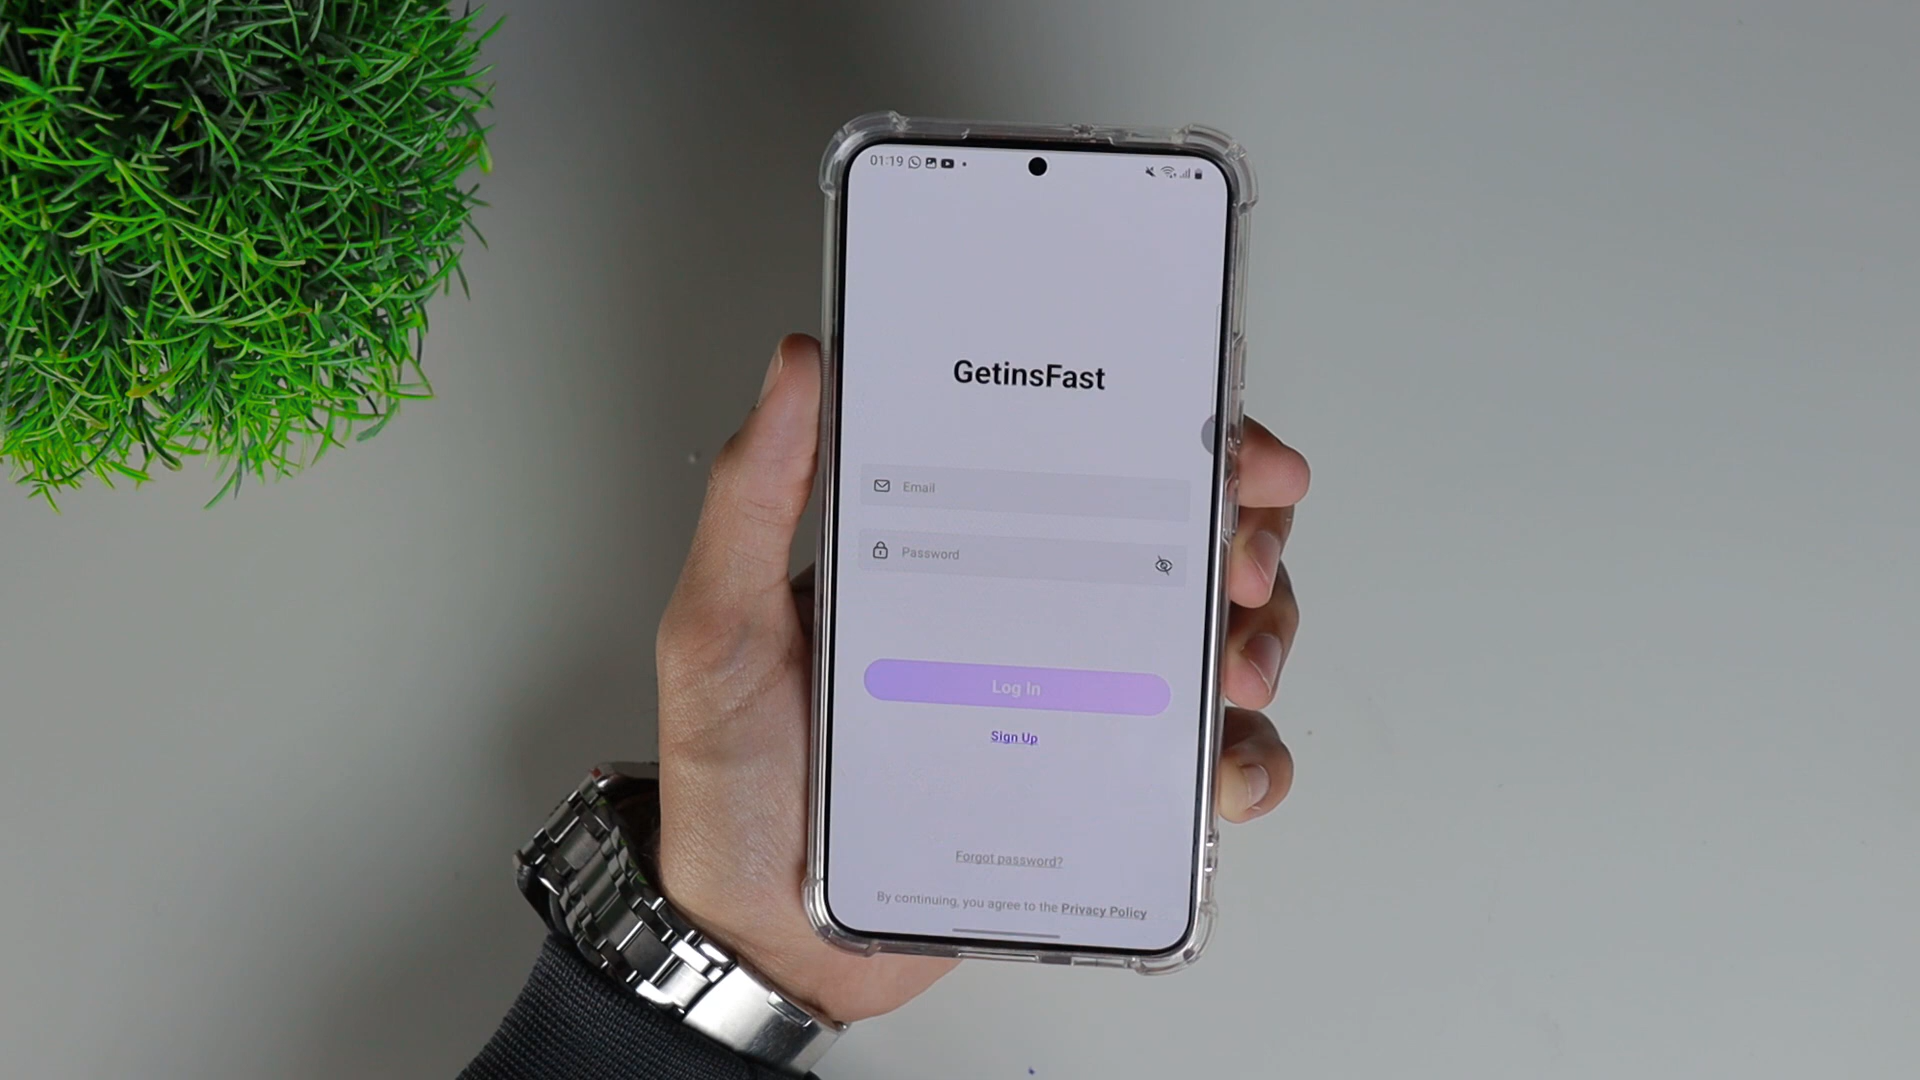 01:19
GetinsFast
Email
Password
Log In
Sign Up
Forgot password?
By continuing, you agree to the Privacy Policy